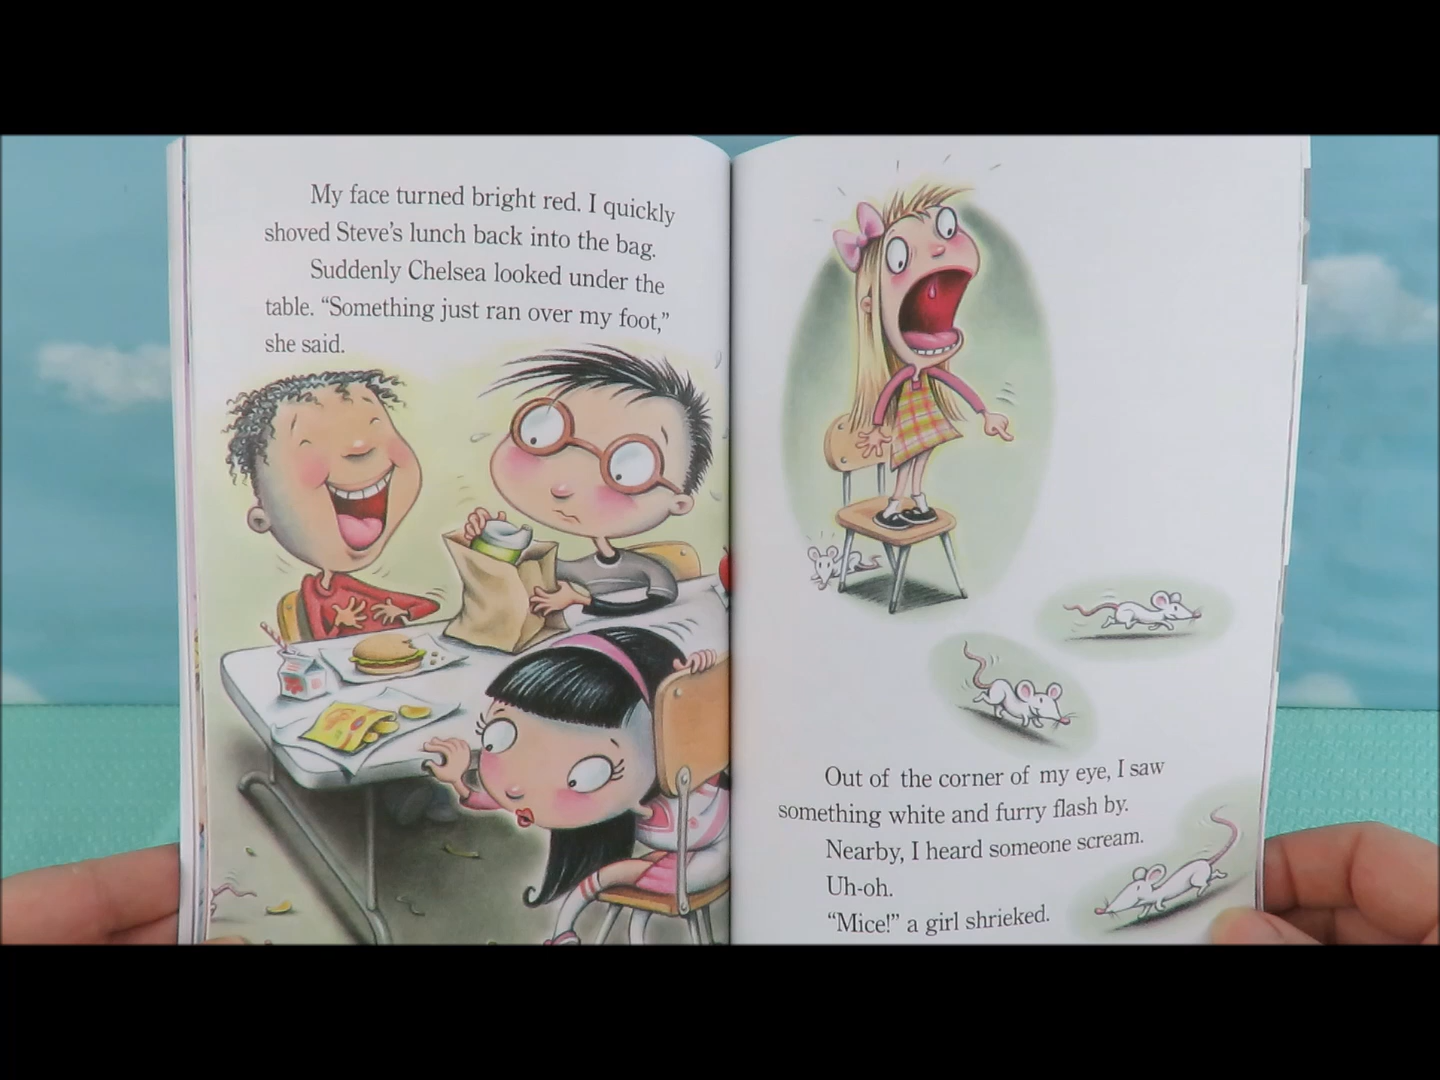 My face turned bright red. I quickly
shoved Steve's lunch back into the bag.
Suddenly Chelsea looked under the
table. “Something just ran over my foot,”
she said.
Out of the corner of my eye, I saw
something white and furry flash by.
Nearby, I heard someone scream.
Uh-oh.
“Mice!” a girl shrieked.